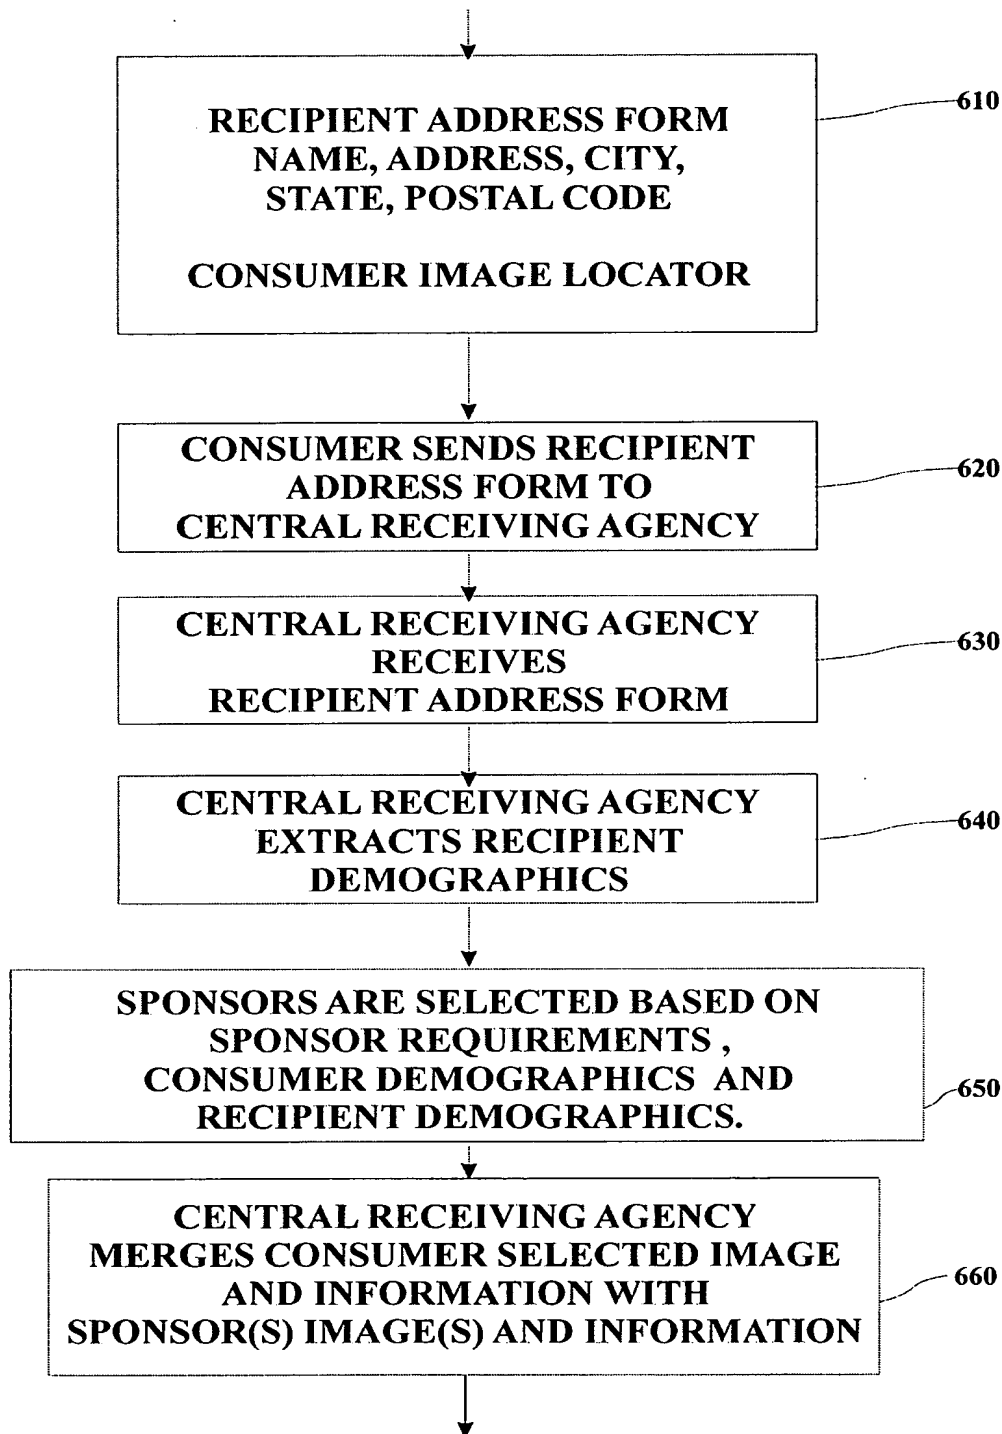 610
RECIPIENT ADDRESS FORM
NAME, ADDRESS, CITY,
STATE, POSTAL CODE
CONSUMER IMAGE LOCATOR
CONSUMER SENDS RECIPIENT
ADDRESS FORM TO
CENTRAL RECEIVING AGENCY
620
CENTRAL RECEIVING AGENCY
RECEIVES
RECIPIENT ADDRESS FORM
630
CENTRAL RECEIVING AGENCY
EXTRACTS RECIPIENT
DEMOGRAPHICS
640
SPONSORS ARE SELECTED BASED ON
SPONSOR REQUIREMENTS ,
CONSUMER DEMOGRAPHICS AND
RECIPIENT DEMOGRAPHICS.
650
CENTRAL RECEIVING AGENCY
MERGES CONSUMER SELECTED IMAGE
AND INFORMATION WITH
SPONSOR(S) IMAGE(S) AND INFORMATION
660